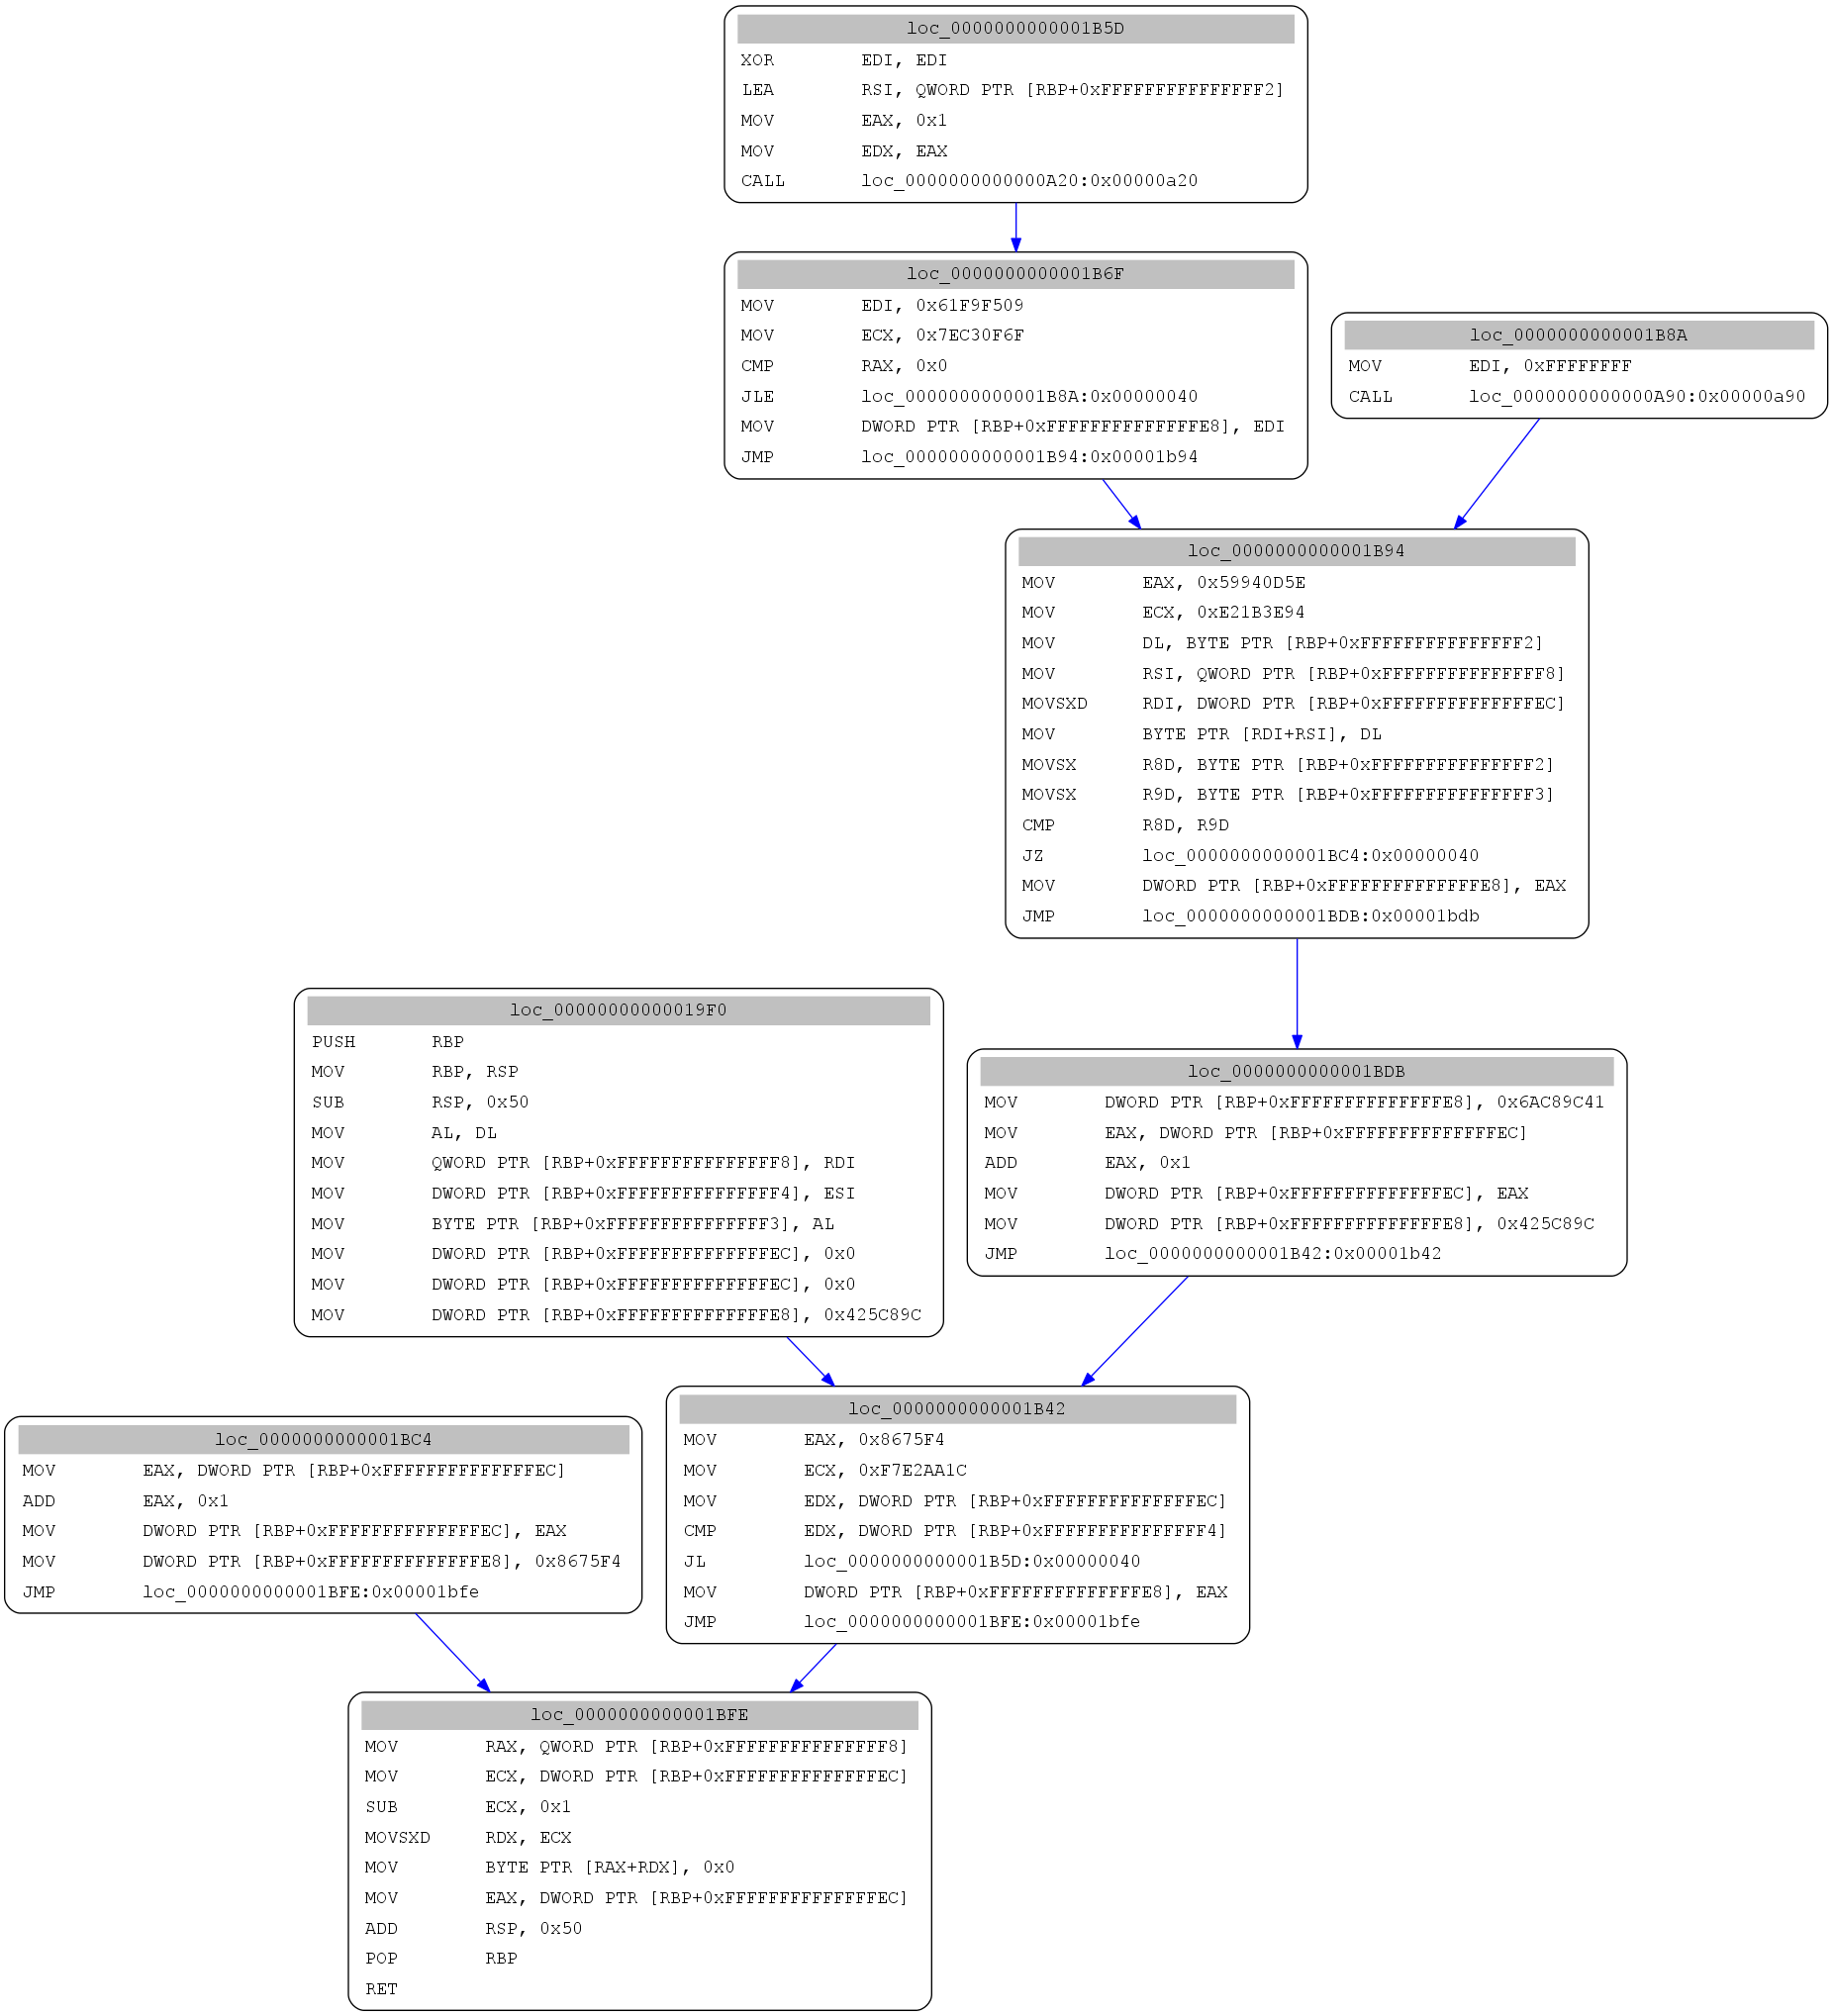 loc_0000000000001B5D
XOR EDI, EDI
LEA RSI, QWORD PTR [RBP+0xFFFFFFFFFFFFFFF2]
MOV EAX, 0x1
MOV EDX, EAX
CALL loc_0000000000000A20:0x00000a20
loc_0000000000001B6F
MOV EDI, 0x61F9F509
MOV ECX, 0x7EC30F6F
CMP RAX, 0x0
JLE loc_0000000000001B8A:0x00000040
MOV DWORD PTR [RBP+0xFFFFFFFFFFFFFFE8], EDI
JMP loc_0000000000001B94:0x00001b94
loc_0000000000001B8A
MOV EDI, 0xFFFFFFFF
CALL loc_0000000000000A90:0x00000a90
loc_0000000000001B94
MOV EAX, 0x59940D5E
MOV ECX, 0xE21B3E94
MOV DL, BYTE PTR [RBP+0xFFFFFFFFFFFFFFF2]
MOV RSI, QWORD PTR [RBP+0xFFFFFFFFFFFFFFF8]
MOVSXD RDI, DWORD PTR [RBP+0xFFFFFFFFFFFFFFEC]
MOV BYTE PTR [RDI+RSI], DL
MOVSX R8D, BYTE PTR [RBP+0xFFFFFFFFFFFFFFF2]
MOVSX R9D, BYTE PTR [RBP+0xFFFFFFFFFFFFFFF3]
CMP R8D, R9D
JZ loc_0000000000001BC4:0x00000040
MOV DWORD PTR [RBP+0xFFFFFFFFFFFFFFE8], EAX
JMP loc_0000000000001BDB:0x00001bdb
loc_00000000000019F0
PUSH RBP
MOV RBP, RSP
SUB RSP, 0x50
MOV AL, DL
MOV QWORD PTR [RBP+0xFFFFFFFFFFFFFFF8], RDI
MOV DWORD PTR [RBP+0xFFFFFFFFFFFFFFF4], ESI
MOV BYTE PTR [RBP+0xFFFFFFFFFFFFFFF3], AL
MOV DWORD PTR [RBP+0xFFFFFFFFFFFFFFEC], 0x0
MOV DWORD PTR [RBP+0xFFFFFFFFFFFFFFEC], 0x0
MOV DWORD PTR [RBP+0xFFFFFFFFFFFFFFE8], 0x425C89C
loc_0000000000001BDB
MOV DWORD PTR [RBP+0xFFFFFFFFFFFFFFE8], 0x6AC89C41
MOV EAX, DWORD PTR [RBP+0xFFFFFFFFFFFFFFEC]
ADD EAX, 0x1
MOV DWORD PTR [RBP+0xFFFFFFFFFFFFFFEC], EAX
MOV DWORD PTR [RBP+0xFFFFFFFFFFFFFFE8], 0x425C89C
JMP loc_0000000000001B42:0x00001b42
loc_0000000000001BC4
MOV EAX, DWORD PTR [RBP+0xFFFFFFFFFFFFFFEC]
ADD EAX, 0x1
MOV DWORD PTR [RBP+0xFFFFFFFFFFFFFFEC], EAX
MOV DWORD PTR [RBP+0xFFFFFFFFFFFFFFE8], 0x8675F4
JMP loc_0000000000001BFE:0x00001bfe
loc_0000000000001B42
MOV EAX, 0x8675F4
MOV ECX, 0xF7E2AA1C
MOV EDX, DWORD PTR [RBP+0xFFFFFFFFFFFFFFEC]
CMP EDX, DWORD PTR [RBP+0xFFFFFFFFFFFFFFF4]
JL loc_0000000000001B5D:0x00000040
MOV DWORD PTR [RBP+0xFFFFFFFFFFFFFFE8], EAX
JMP loc_0000000000001BFE:0x00001bfe
loc_0000000000001BFE
MOV RAX, QWORD PTR [RBP+0xFFFFFFFFFFFFFFF8]
MOV ECX, DWORD PTR [RBP+0xFFFFFFFFFFFFFFEC]
SUB ECX, 0x1
MOVSXD RDX, ECX
MOV BYTE PTR [RAX+RDX], 0x0
MOV EAX, DWORD PTR [RBP+0xFFFFFFFFFFFFFFEC]
ADD RSP, 0x50
POP RBP
RET